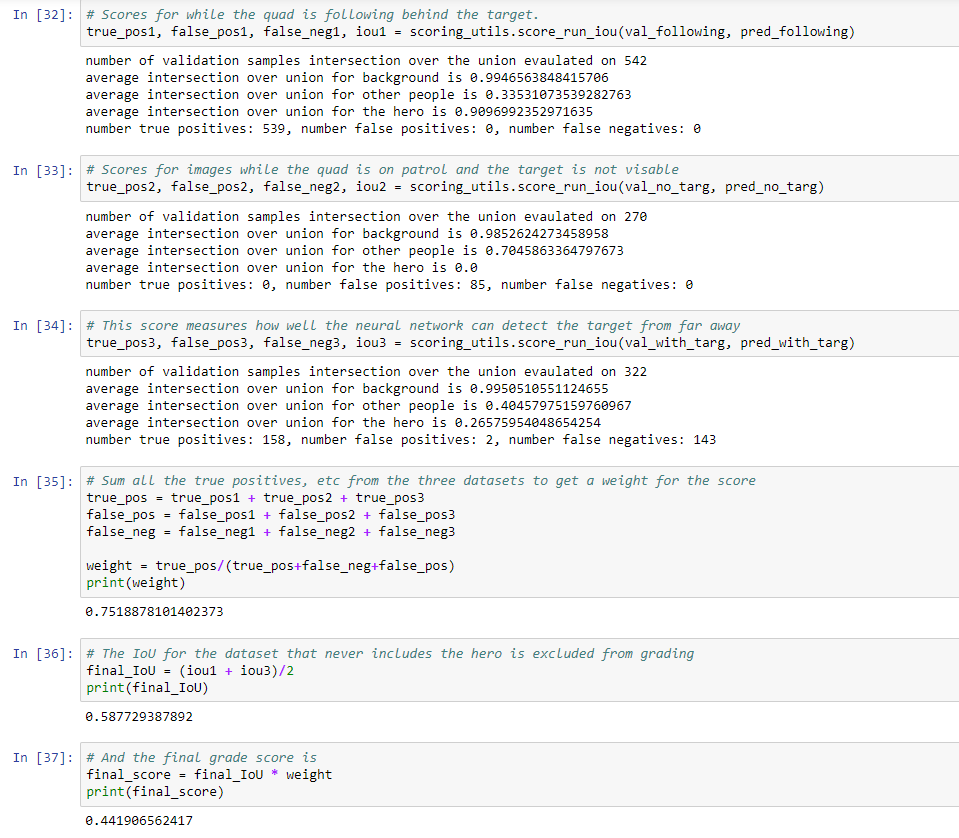 In [32]: # Scores for while the quad is following behind the target.
true_pos1, false_pos1, false_neg1, iou1 = scoring_utils.score_run_iou(val_following, pred_following)
number of validation samples intersection over the union evaulated on 542
average intersection over union for background is 0.9946563848415706
average intersection over union for other people is 0.33531073539282763
average intersection over union for the hero is 0.9096992352971635
number true positives: 539, number false positives: 0, number false negatives: 0
In [33]: # Scores for images while the quad is on patrol and the target is not visable
true_pos2, false_pos2, false_neg2, iou2 = scoring_utils.score_run_iou(val_no_targ, pred_no_targ)
number of validation samples intersection over the union evaulated on 270
average intersection over union for background is 0.9852624273458958
average intersection over union for other people is 0.7045863364797673
average intersection over union for the hero is 0.0
number true positives: 0, number false positives: 85, number false negatives: 0
In [34]: # This score measures how well the neural network can detect the target from far away
true_pos3, false_pos3, false_neg3, iou3 = scoring_utils.score_run_iou(val_with_targ, pred_with_targ)
number of validation samples intersection over the union evaulated on 322
average intersection over union for background is 0.9950510551124655
average intersection over union for other people is 0.40457975159760967
average intersection over union for the hero is 0.26575954048654254
number true positives: 158, number false positives: 2, number false negatives: 143
In [35]: # Sum all the true positives, etc from the three datasets to get a weight for the score
true_pos = true_pos1 + true_pos2 + true_pos3
false_pos = false_pos1 + false_pos2 + false_pos3
false_neg = false_neg1 + false_neg2 + false_neg3
weight = true_pos/(true_pos+false_neg+false_pos)
print(weight)
0.7518878101402373
In [36]: # The IoU for the dataset that never includes the hero is excluded from grading
final_IoU = (iou1 + iou3)/2
print(final_IoU)
0.587729387892
In [37]: # And the final grade score is
final_score = final_IoU * weight
print(final_score)
0.441906562417